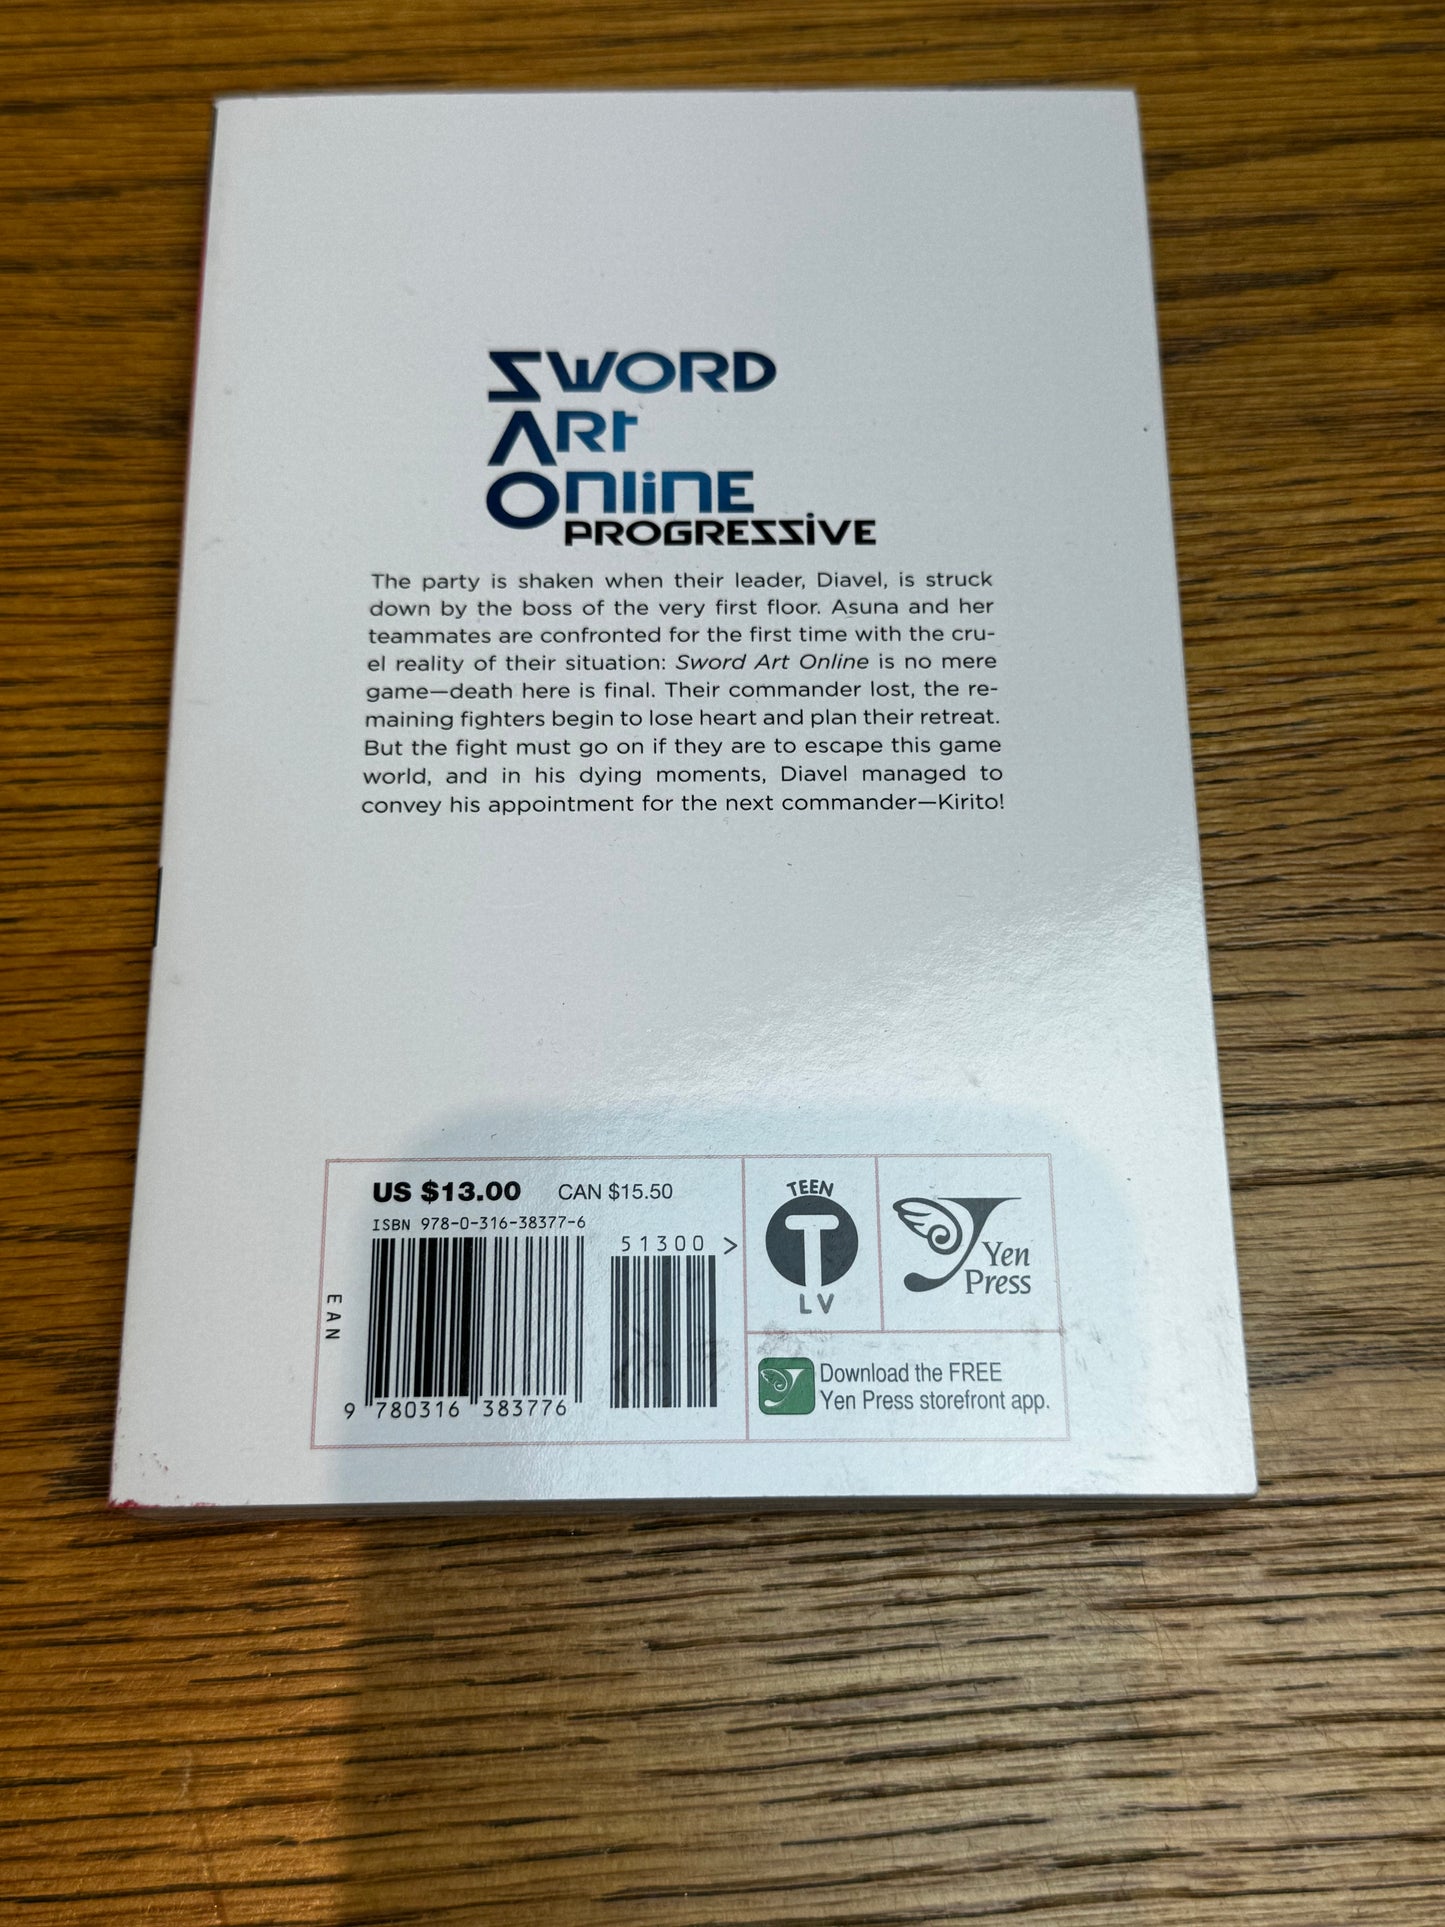 SWORD
ART
ONLINE
PROGRESSIVE
The party is shaken when their leader, Diavel, is struck
down by the boss of the very first floor. Asuna and her
teammates are confronted for the first time with the cru-
el reality of their situation: Sword Art Online is no mere
game—death here is final. Their commander lost, the re-
maining fighters begin to lose heart and plan their retreat.
But the fight must go on if they are to escape this game
world, and in his dying moments, Diavel managed to
convey his appointment for the next commander—Kirito!
US $13.00 CAN $15.50
ISBN 978-0-316-38377-6
51300 >
EAN
9 780316 383776
TEEN
T
LV
Yen
Press
Download the FREE
Yen Press storefront app.